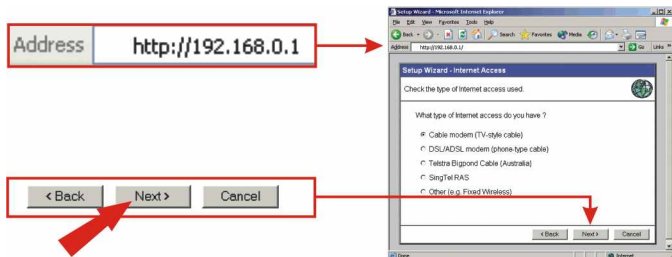 Address http://192.168.0.1
< Back Next > Cancel
Setup Wizard - Microsoft Internet Explorer
File Edit View Favorites Tools Help
Back Search Favorites Media
Address http://192.168.0.1/ Go Links »
Setup Wizard - Internet Access
Check the type of Internet access used.
What type of Internet access do you have ?
Cable modem (TV-style cable)
DSL/ADSL modem (phone-type cable)
Telstra Bigpond Cable (Australia)
SingTel RAS
Other (e.g. Fixed Wireless)
< Back Next > Cancel
Done Internet